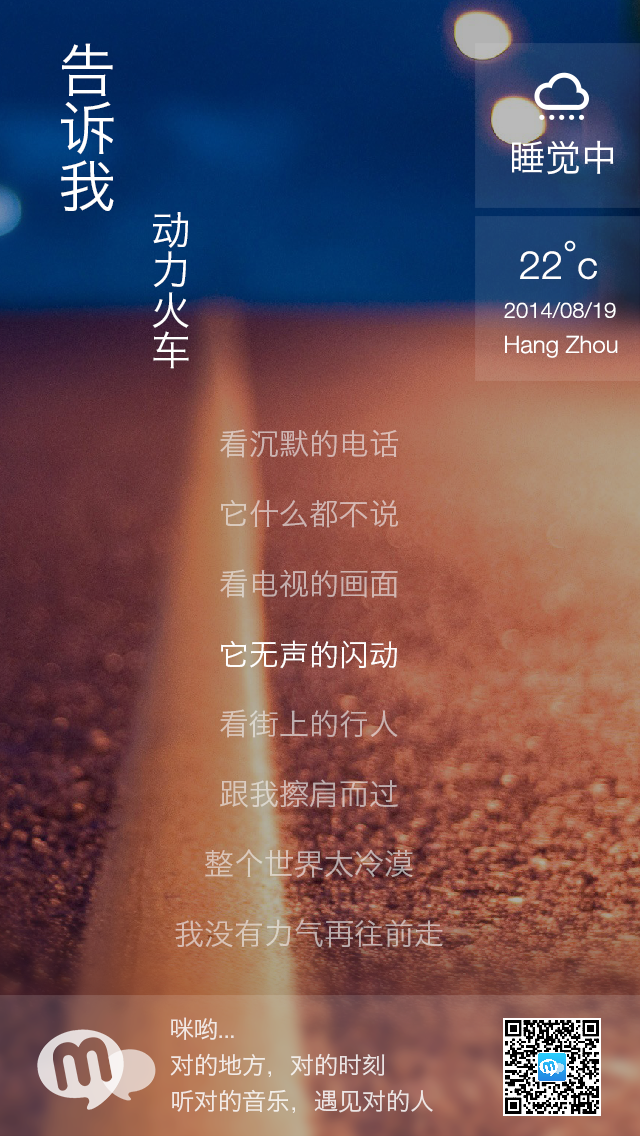 告诉我
动力火车
睡觉中
22°c
2014/08/19
Hang Zhou
看沉默的电话
它什么都不说
看电视的画面
它无声的闪动
看街上的行人
跟我擦肩而过
整个世界太冷漠
我没有力气再往前走
m
咪哟...
对的地方，对的时刻
听对的音乐，遇见对的人